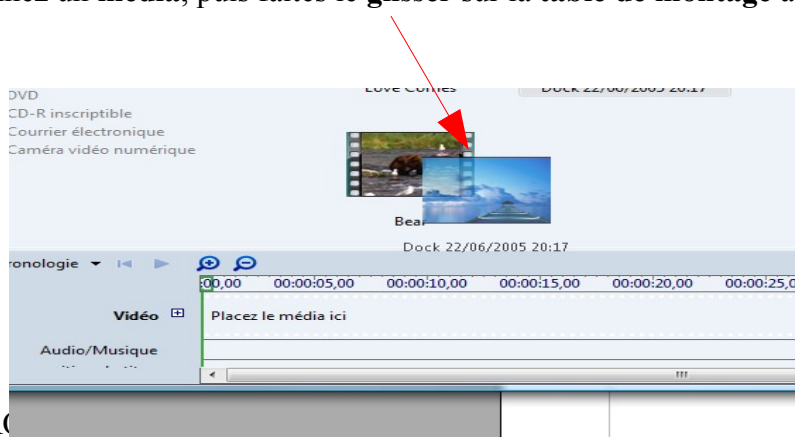 un média, puis faites le glisser sur la table de montage
DVD
CD-R inscriptible
Courrier électronique
Caméra vidéo numérique
Love Comes
Dock 22/06/2005 20:17
Bear
Dock 22/06/2005 20:17
ronologie
:00,00 00:00:05,00 00:00:10,00 00:00:15,00 00:00:20,00 00:00:25,0
Vidéo Placez le média ici
Audio/Musique